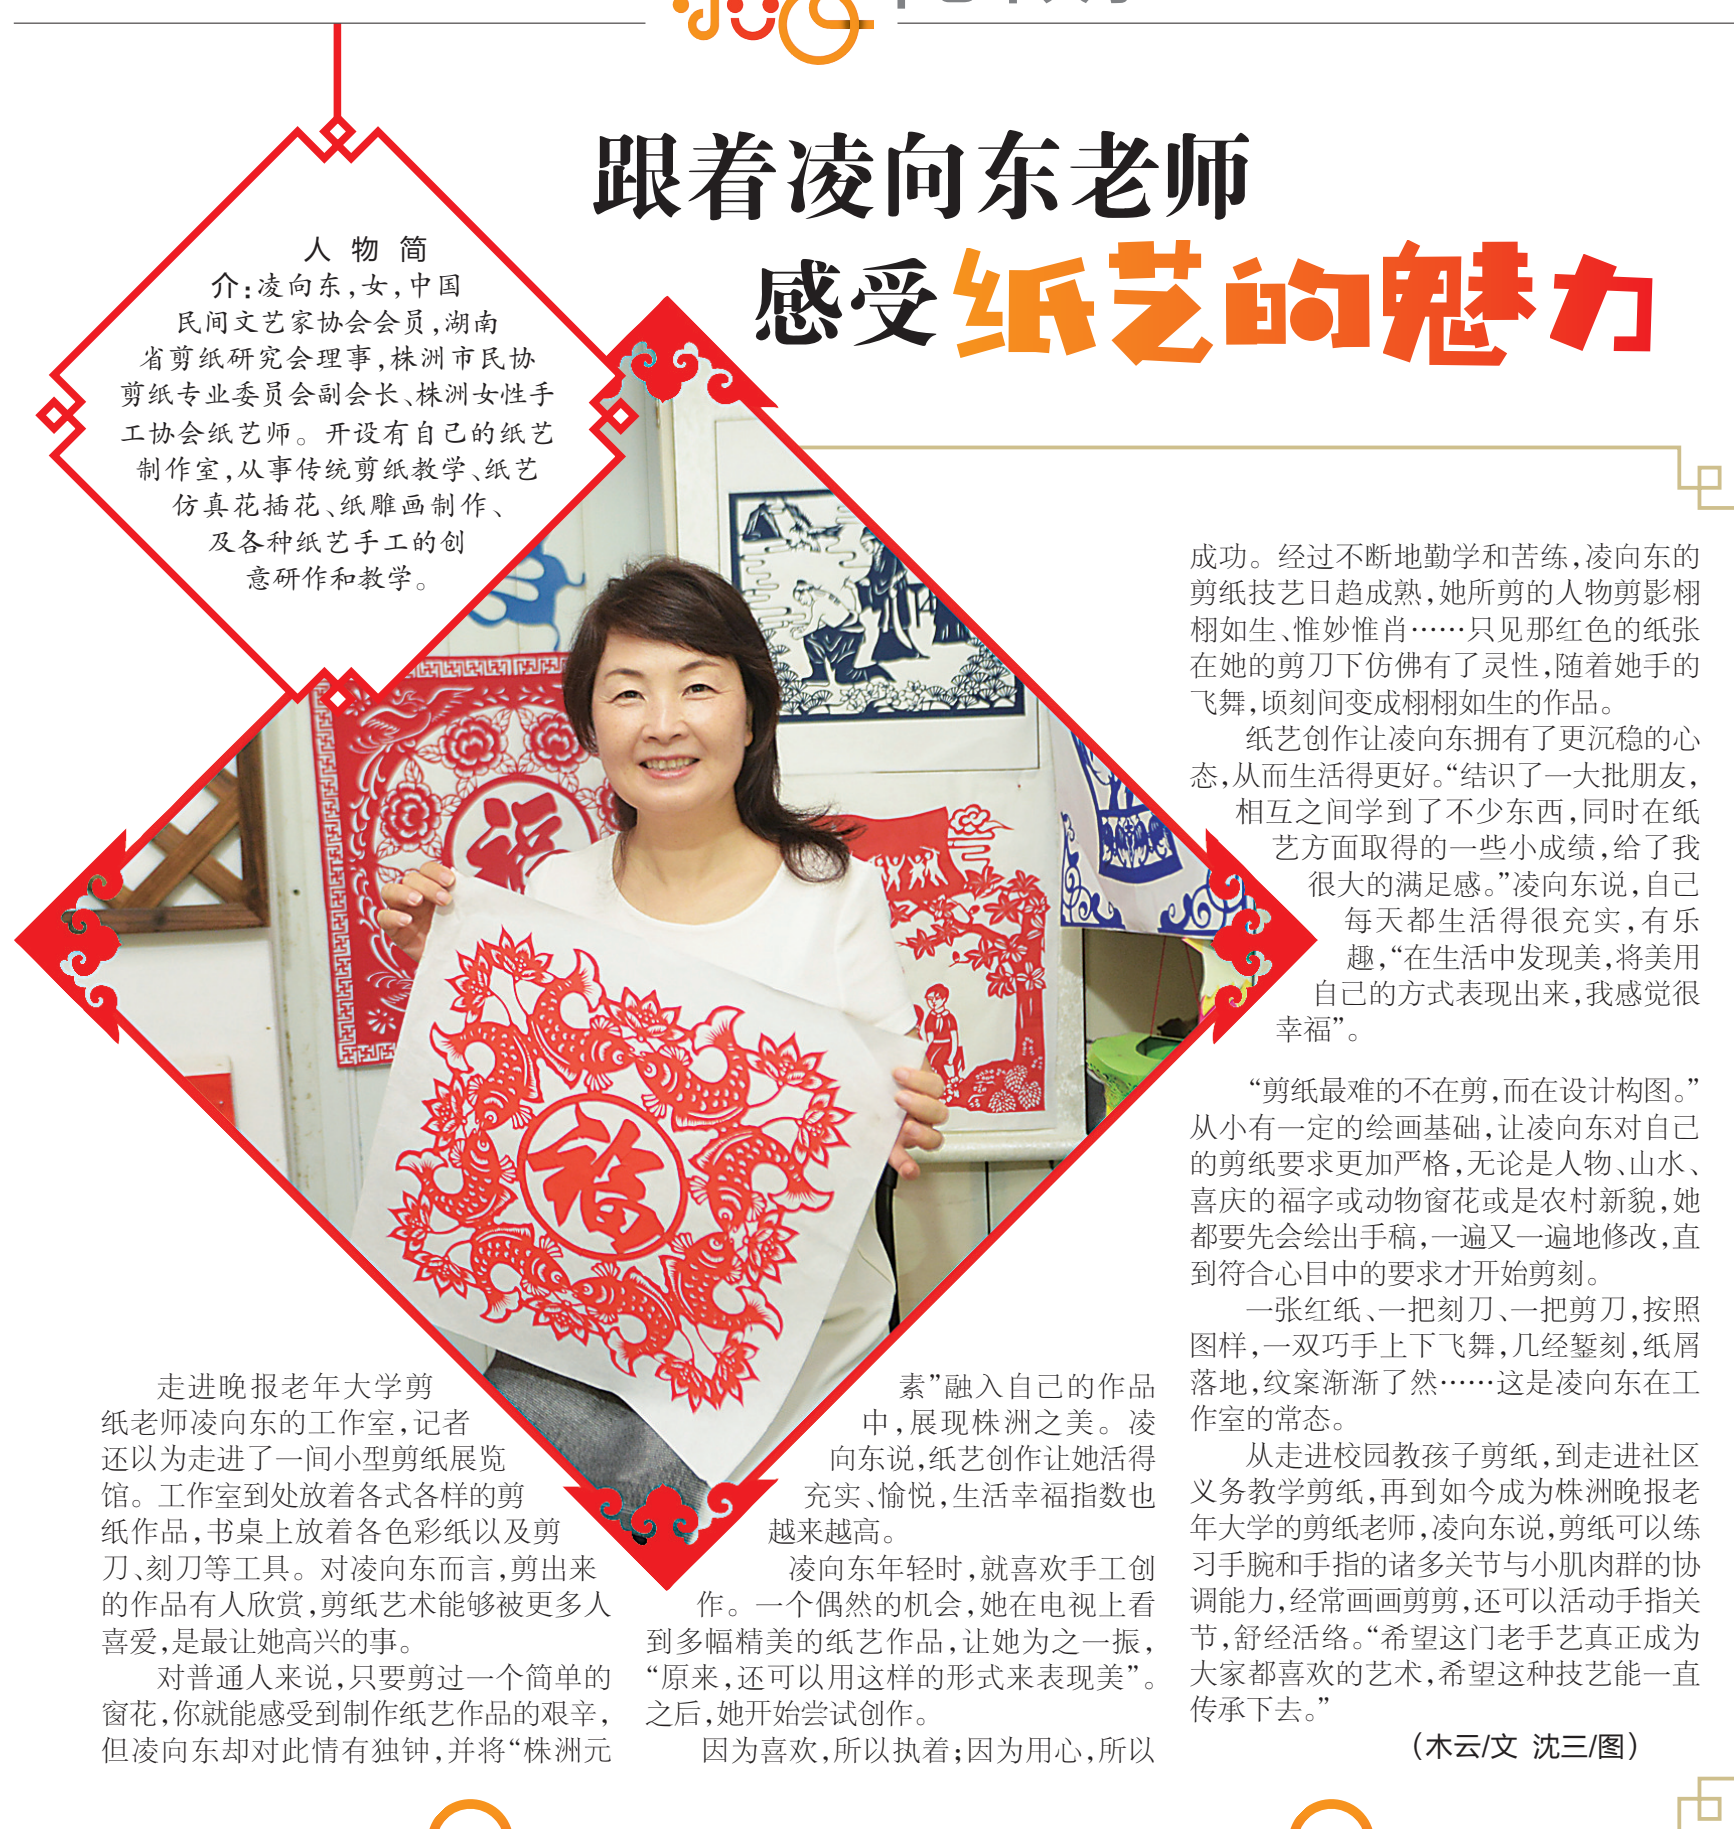 跟着凌向东老师
感受纸艺的魅力
人物简
介:凌向东,女,中国
民间文艺家协会会员,湖南
省剪纸研究会理事,株洲市民协
剪纸专业委员会副会长、株洲女性手
工协会纸艺师。开设有自己的纸艺
制作室,从事传统剪纸教学、纸艺
仿真花插花、纸雕画制作、
及各种纸艺手工的创
意研作和教学。
福
福
走进晚报老年大学剪
纸老师凌向东的工作室,记者
还以为走进了一间小型剪纸展览
馆。工作室到处放着各式各样的剪
纸作品,书桌上放着各色彩纸以及剪
刀、刻刀等工具。对凌向东而言,剪出来
的作品有人欣赏,剪纸艺术能够被更多人
喜爱,是最让她高兴的事。
对普通人来说,只要剪过一个简单的
窗花,你就能感受到制作纸艺作品的艰辛,
但凌向东却对此情有独钟,并将“株洲元
素”融入自己的作品
中,展现株洲之美。凌
向东说,纸艺创作让她活得
充实、愉悦,生活幸福指数也
越来越高。
凌向东年轻时,就喜欢手工创
作。一个偶然的机会,她在电视上看
到多幅精美的纸艺作品,让她为之一振,
“原来,还可以用这样的形式来表现美”。
之后,她开始尝试创作。
因为喜欢,所以执着;因为用心,所以
成功。经过不断地勤学和苦练,凌向东的
剪纸技艺日趋成熟,她所剪的人物剪影栩
栩如生、惟妙惟肖……只见那红色的纸张
在她的剪刀下仿佛有了灵性,随着她手的
飞舞,顷刻间变成栩栩如生的作品。
纸艺创作让凌向东拥有了更沉稳的心
态,从而生活得更好。“结识了一大批朋友,
相互之间学到了不少东西,同时在纸
艺方面取得的一些小成绩,给了我
很大的满足感。”凌向东说,自己
每天都生活得很充实,有乐
趣,“在生活中发现美,将美用
自己的方式表现出来,我感觉很
幸福”。
“剪纸最难的不在剪,而在设计构图。”
从小有一定的绘画基础,让凌向东对自己
的剪纸要求更加严格,无论是人物、山水、
喜庆的福字或动物窗花或是农村新貌,她
都要先会绘出手稿,一遍又一遍地修改,直
到符合心目中的要求才开始剪刻。
一张红纸、一把刻刀、一把剪刀,按照
图样,一双巧手上下飞舞,几经錾刻,纸屑
落地,纹案渐渐了然……这是凌向东在工
作室的常态。
从走进校园教孩子剪纸,到走进社区
义务教学剪纸,再到如今成为株洲晚报老
年大学的剪纸老师,凌向东说,剪纸可以练
习手腕和手指的诸多关节与小肌肉群的协
调能力,经常画画剪剪,还可以活动手指关
节,舒经活络。“希望这门老手艺真正成为
大家都喜欢的艺术,希望这种技艺能一直
传承下去。”
(木云/文 沈三/图)